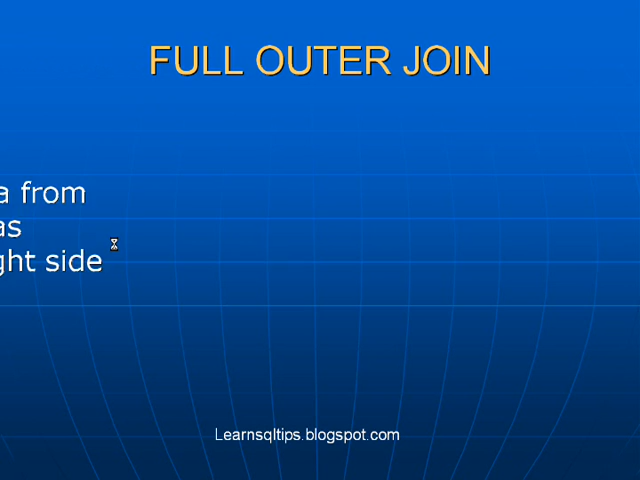 FULL OUTER JOIN
a from
as
ght side
Learnsqltips.blogspot.com